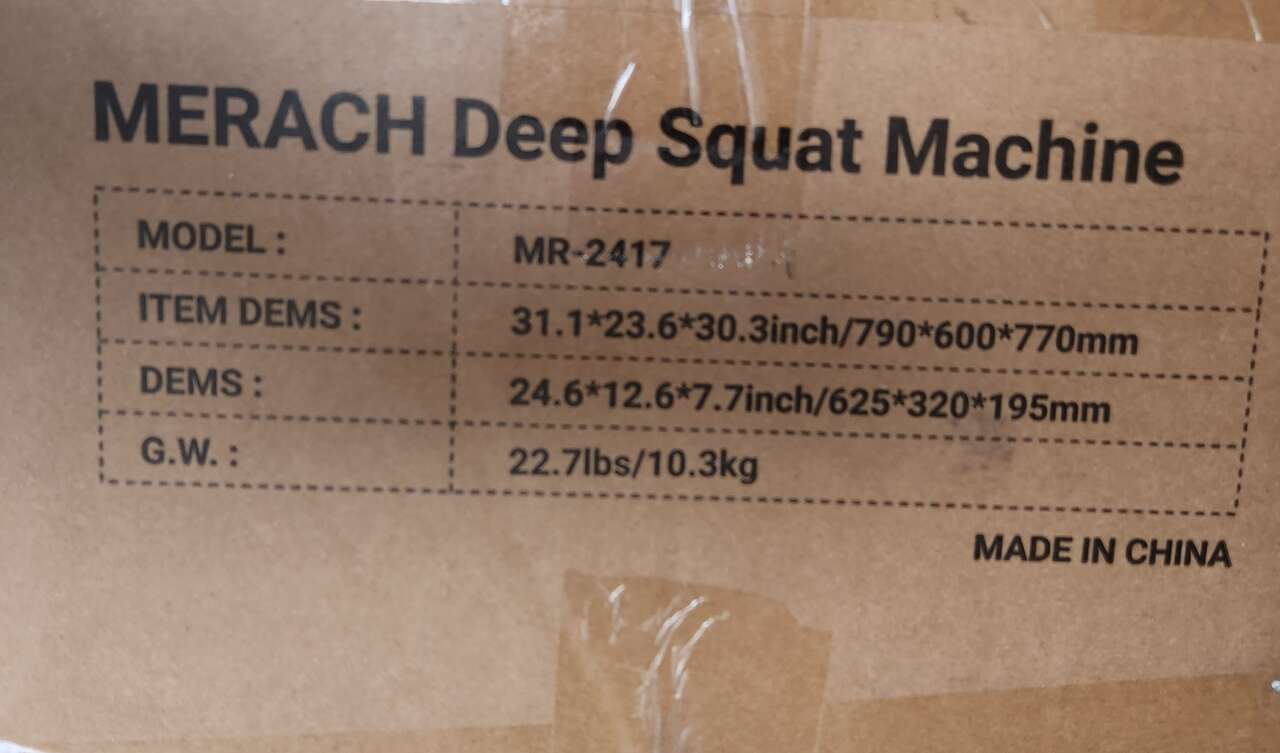 MERACH Deep Squat Machine
MODEL : MR-2417
ITEM DEMS : 31.1*23.6*30.3inch/790*600*770mm
DEMS : 24.6*12.6*7.7inch/625*320*195mm
G.W. : 22.7lbs/10.3kg
MADE IN CHINA